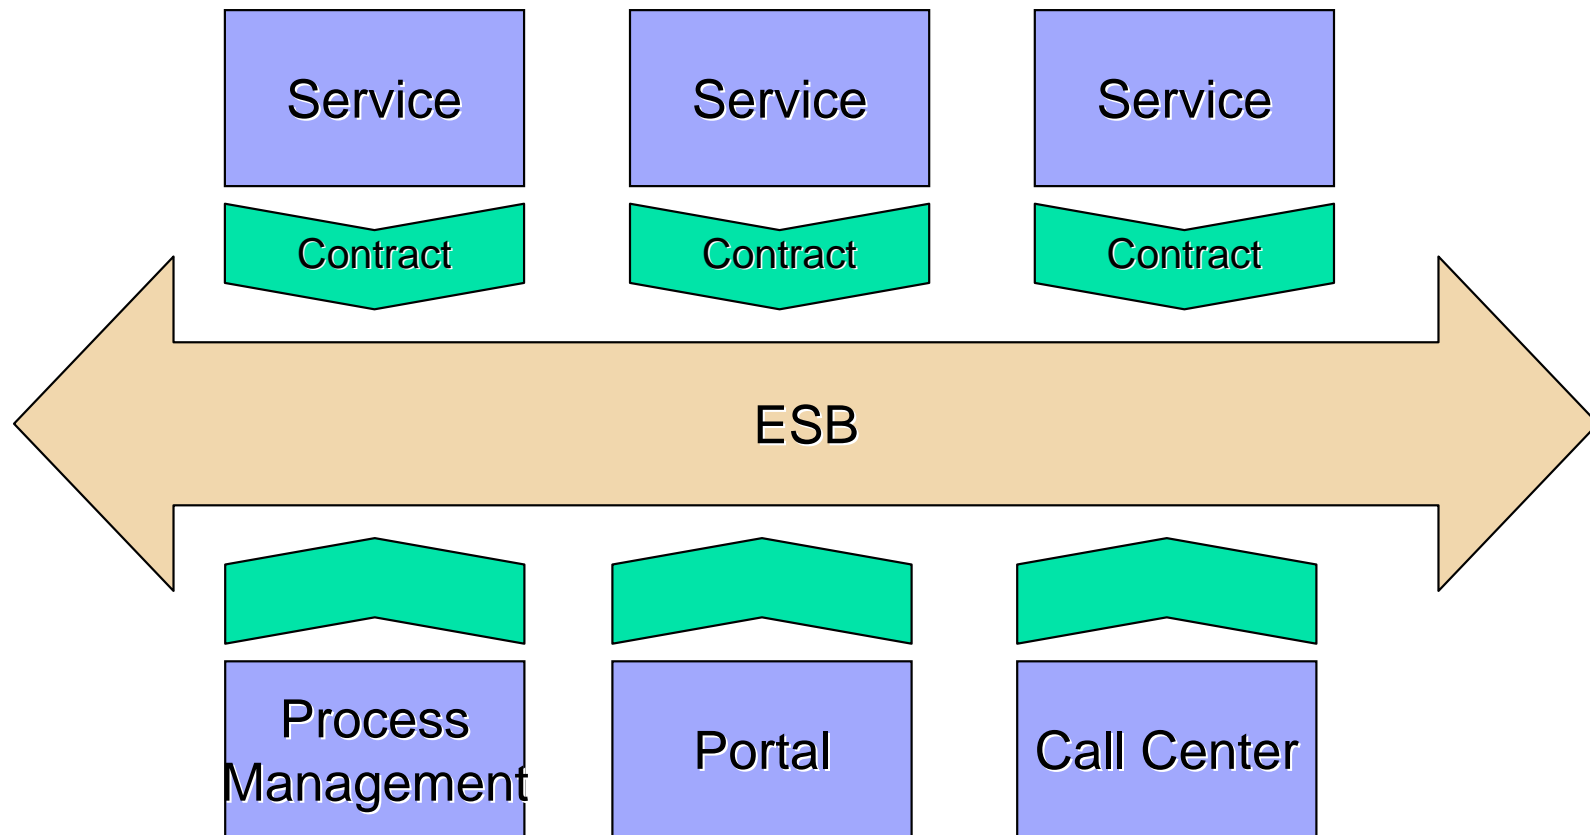 Service
Service
Service
Contract
Contract
Contract
ESB
Process
Management
Portal
Call Center